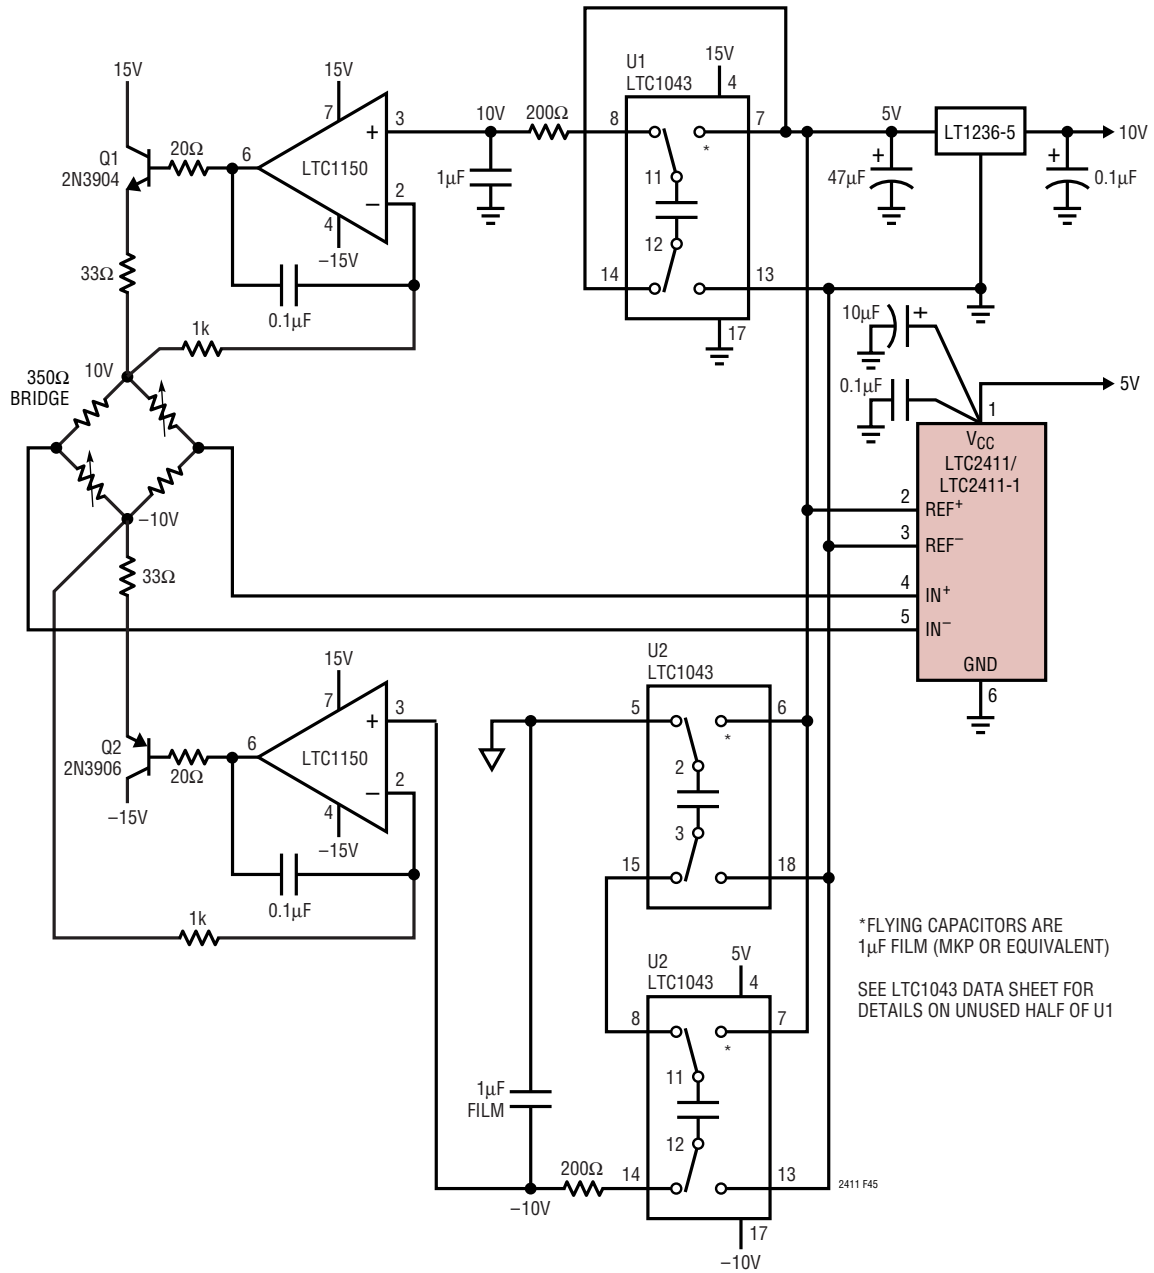 15V
Q1
2N3904
20Ω
6
15V
7
LTC1150
+
3
−
2
4
−15V
0.1µF
33Ω
1k
10V
1µF
200Ω
U1
LTC1043
15V
4
8
7
*
11
12
14
13
17
5V
47µF
+
LT1236-5
10V
+
0.1µF
10V
350Ω
BRIDGE
−10V
33Ω
10µF
+
0.1µF
5V
1
VCC
LTC2411/
LTC2411-1
2
REF+
3
REF−
4
IN+
5
IN−
GND
6
15V
7
LTC1150
+
3
−
2
4
−15V
6
20Ω
Q2
2N3906
−15V
0.1µF
1k
U2
LTC1043
5
6
*
2
3
15
18
U2
LTC1043
5V
4
8
7
*
11
12
14
13
17
−10V
1µF
FILM
200Ω
−10V
2411 F45
*FLYING CAPACITORS ARE
1µF FILM (MKP OR EQUIVALENT)
SEE LTC1043 DATA SHEET FOR
DETAILS ON UNUSED HALF OF U1